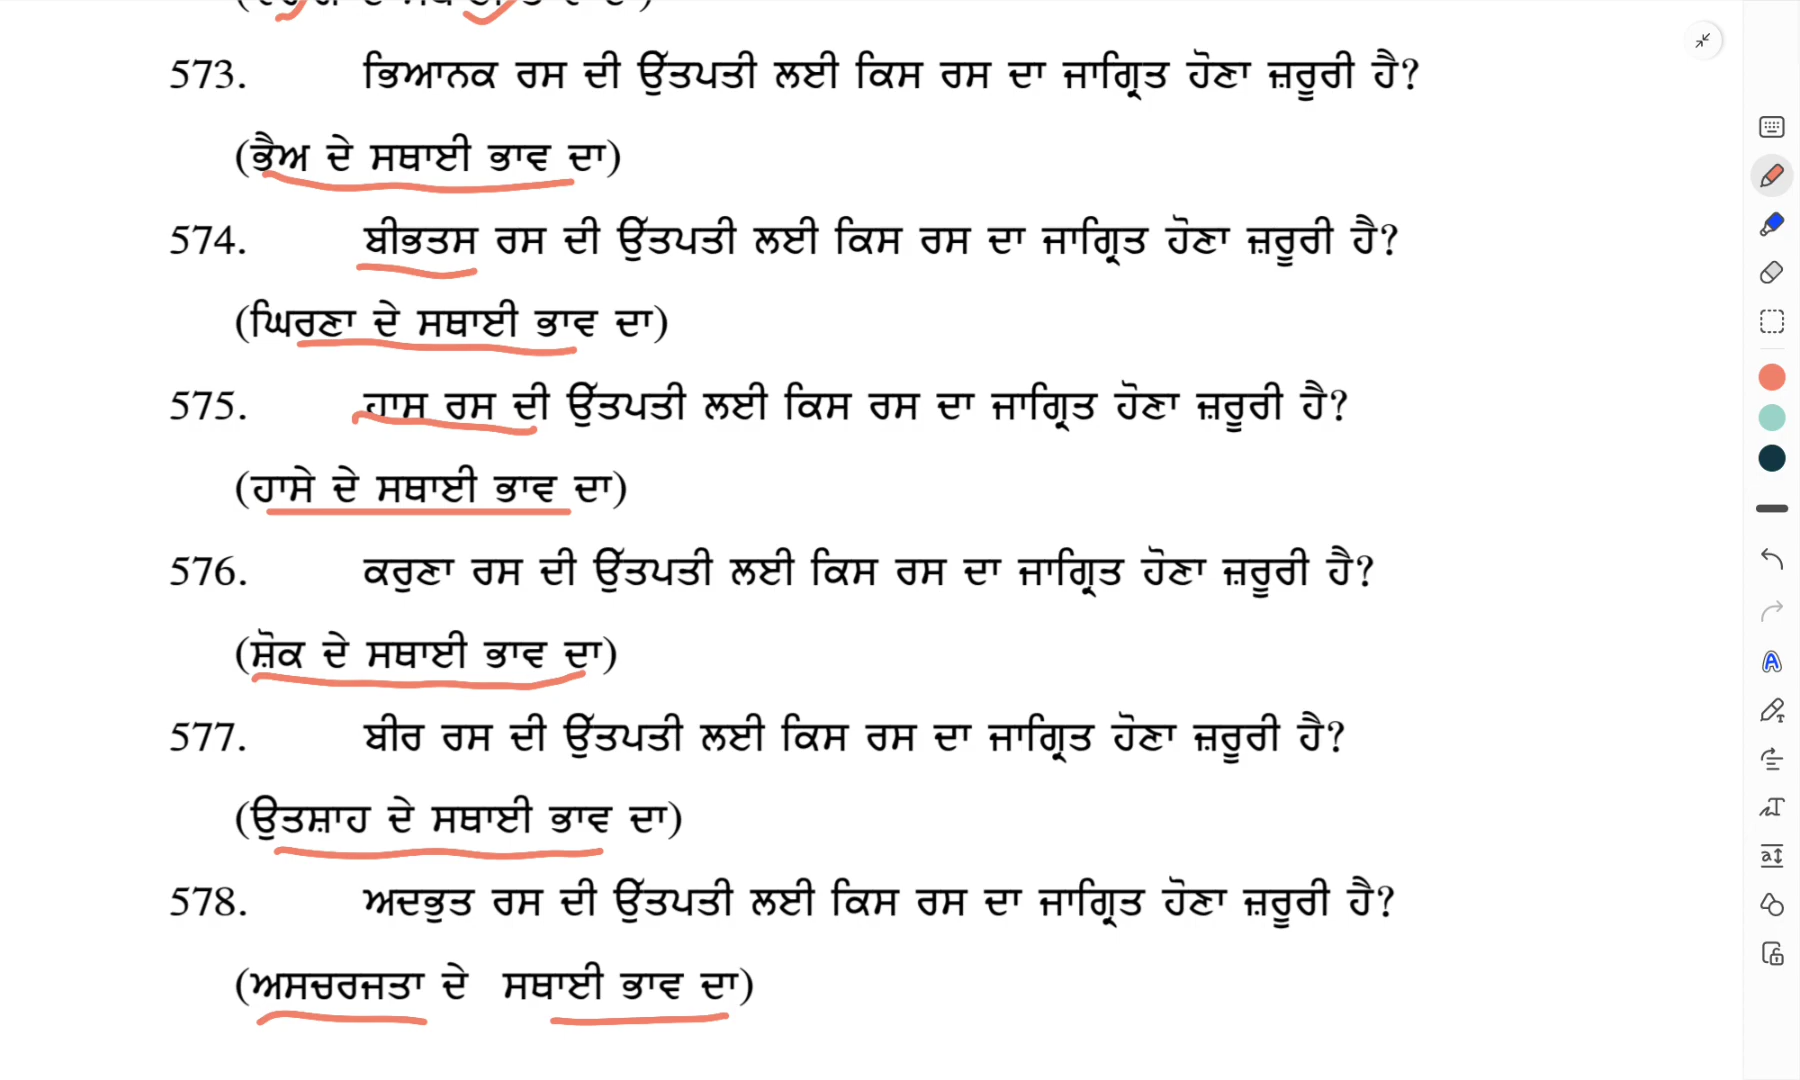 573. ਭਿਆਨਕ ਰਸ ਦੀ ਉੱਤਪਤੀ ਲਈ ਕਿਸ ਰਸ ਦਾ ਜਾਗ੍ਰਿਤ ਹੋਣਾ ਜ਼ਰੂਰੀ ਹੈ?
(ਭੈਅ ਦੇ ਸਥਾਈ ਭਾਵ ਦਾ)
574. ਬੀਭਤਸ ਰਸ ਦੀ ਉੱਤਪਤੀ ਲਈ ਕਿਸ ਰਸ ਦਾ ਜਾਗ੍ਰਿਤ ਹੋਣਾ ਜ਼ਰੂਰੀ ਹੈ?
(ਘਿਰਣਾ ਦੇ ਸਥਾਈ ਭਾਵ ਦਾ)
575. ਹਾਸ ਰਸ ਦੀ ਉੱਤਪਤੀ ਲਈ ਕਿਸ ਰਸ ਦਾ ਜਾਗ੍ਰਿਤ ਹੋਣਾ ਜ਼ਰੂਰੀ ਹੈ?
(ਹਾਸੇ ਦੇ ਸਥਾਈ ਭਾਵ ਦਾ)
576. ਕਰੁਣਾ ਰਸ ਦੀ ਉੱਤਪਤੀ ਲਈ ਕਿਸ ਰਸ ਦਾ ਜਾਗ੍ਰਿਤ ਹੋਣਾ ਜ਼ਰੂਰੀ ਹੈ?
(ਸ਼ੋਕ ਦੇ ਸਥਾਈ ਭਾਵ ਦਾ)
577. ਬੀਰ ਰਸ ਦੀ ਉੱਤਪਤੀ ਲਈ ਕਿਸ ਰਸ ਦਾ ਜਾਗ੍ਰਿਤ ਹੋਣਾ ਜ਼ਰੂਰੀ ਹੈ?
(ਉਤਸ਼ਾਹ ਦੇ ਸਥਾਈ ਭਾਵ ਦਾ)
578. ਅਦਭੁਤ ਰਸ ਦੀ ਉੱਤਪਤੀ ਲਈ ਕਿਸ ਰਸ ਦਾ ਜਾਗ੍ਰਿਤ ਹੋਣਾ ਜ਼ਰੂਰੀ ਹੈ?
(ਅਸਚਰਜਤਾ ਦੇ ਸਥਾਈ ਭਾਵ ਦਾ)